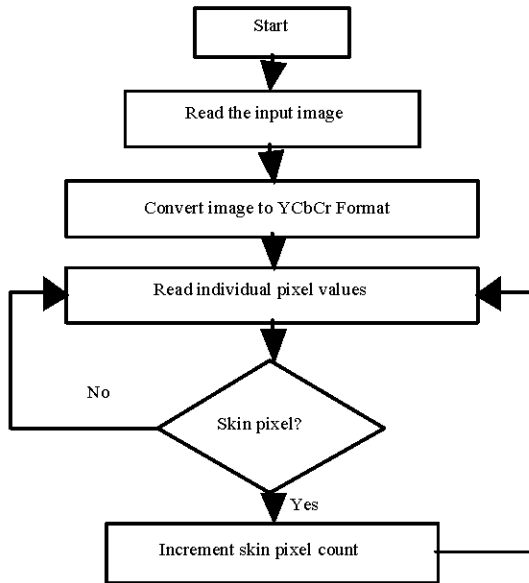 Start
Read the input image
Convert image to YCbCr Format
Read individual pixel values
No
Skin pixel?
Yes
Increment skin pixel count